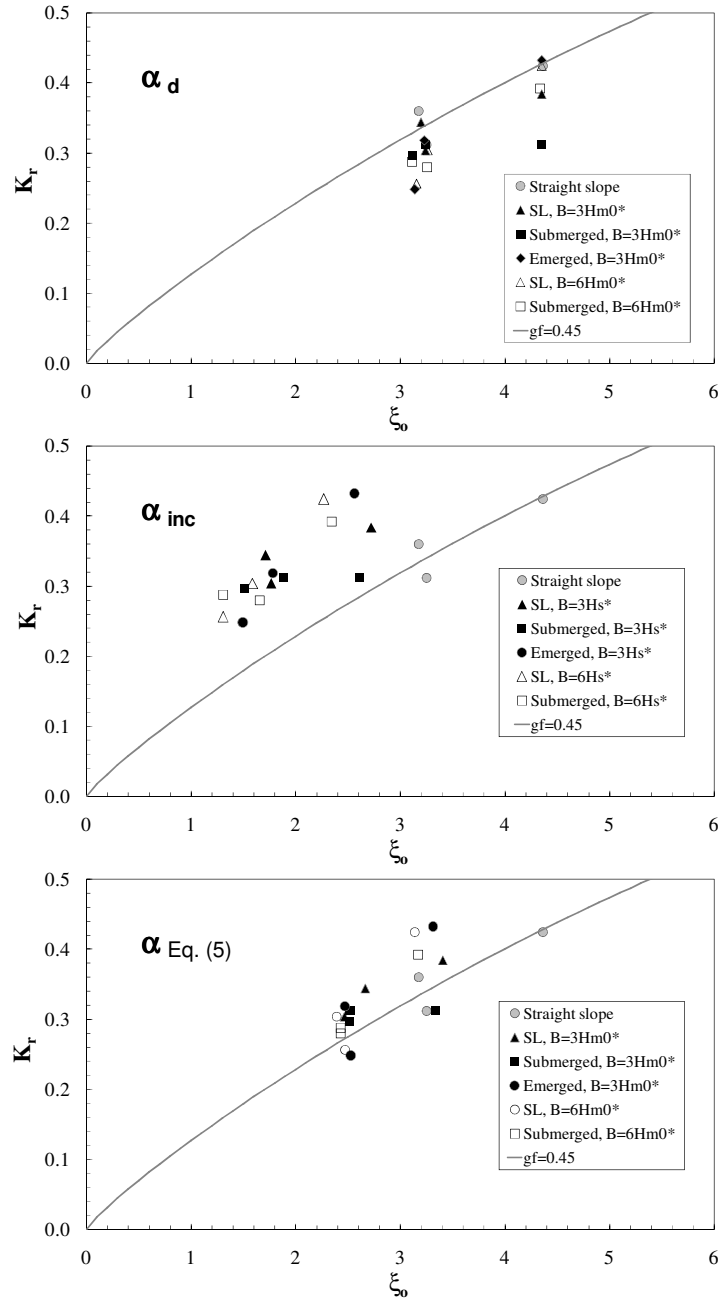 0.5
0.4
0.3
0.2
0.1
0.0
Kr
α d
Straight slope
SL, B=3Hm0*
Submerged, B=3Hm0*
Emerged, B=3Hm0*
SL, B=6Hm0*
Submerged, B=6Hm0*
gf=0.45
0 1 2 3 4 5 6
ξo
0.5
0.4
0.3
0.2
0.1
0.0
Kr
α inc
Straight slope
SL, B=3Hs*
Submerged, B=3Hs*
Emerged, B=3Hs*
SL, B=6Hs*
Submerged, B=6Hs*
gf=0.45
0 1 2 3 4 5 6
ξo
0.5
0.4
0.3
0.2
0.1
0.0
Kr
α Eq. (5)
Straight slope
SL, B=3Hm0*
Submerged, B=3Hm0*
Emerged, B=3Hm0*
SL, B=6Hm0*
Submerged, B=6Hm0*
gf=0.45
0 1 2 3 4 5 6
ξo